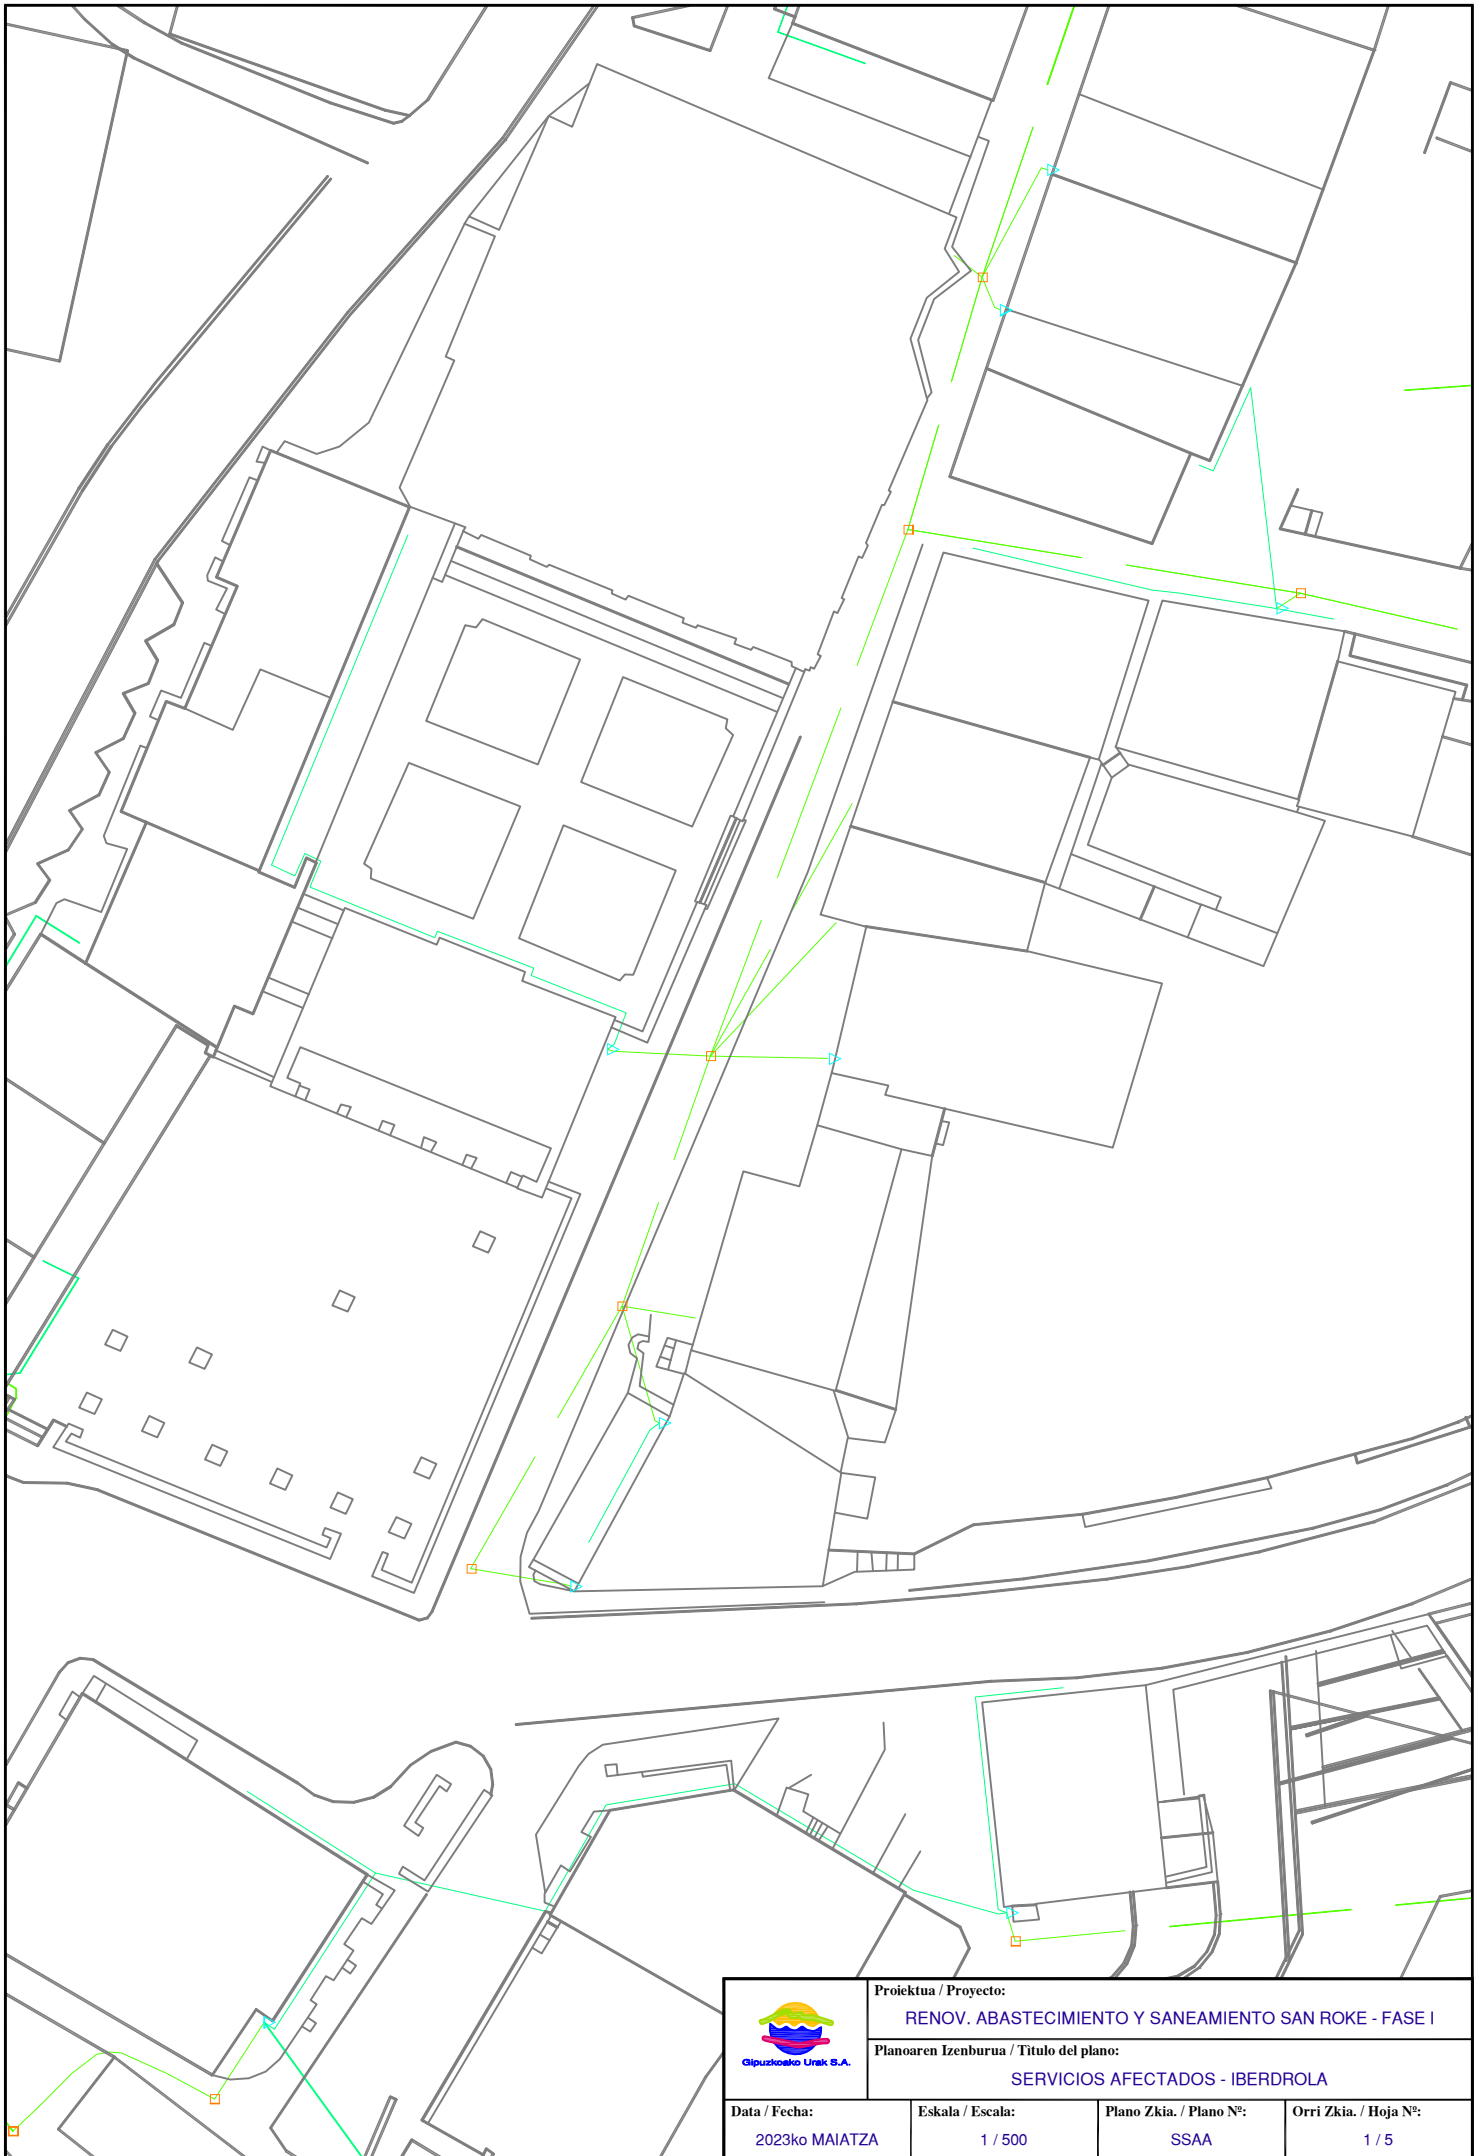 Proiektua / Proyecto:
RENOV. ABASTECIMIENTO Y SANEAMIENTO SAN ROKE - FASE I
Gipuzkoako Urak S.A.
Planoaren Izenburua / Título del plano:
SERVICIOS AFECTADOS - IBERDROLA
Data / Fecha:
2023ko MAIATZA
Eskala / Escala:
1 / 500
Plano Zkia. / Plano Nº:
SSAA
Orri Zkia. / Hoja Nº:
1 / 5